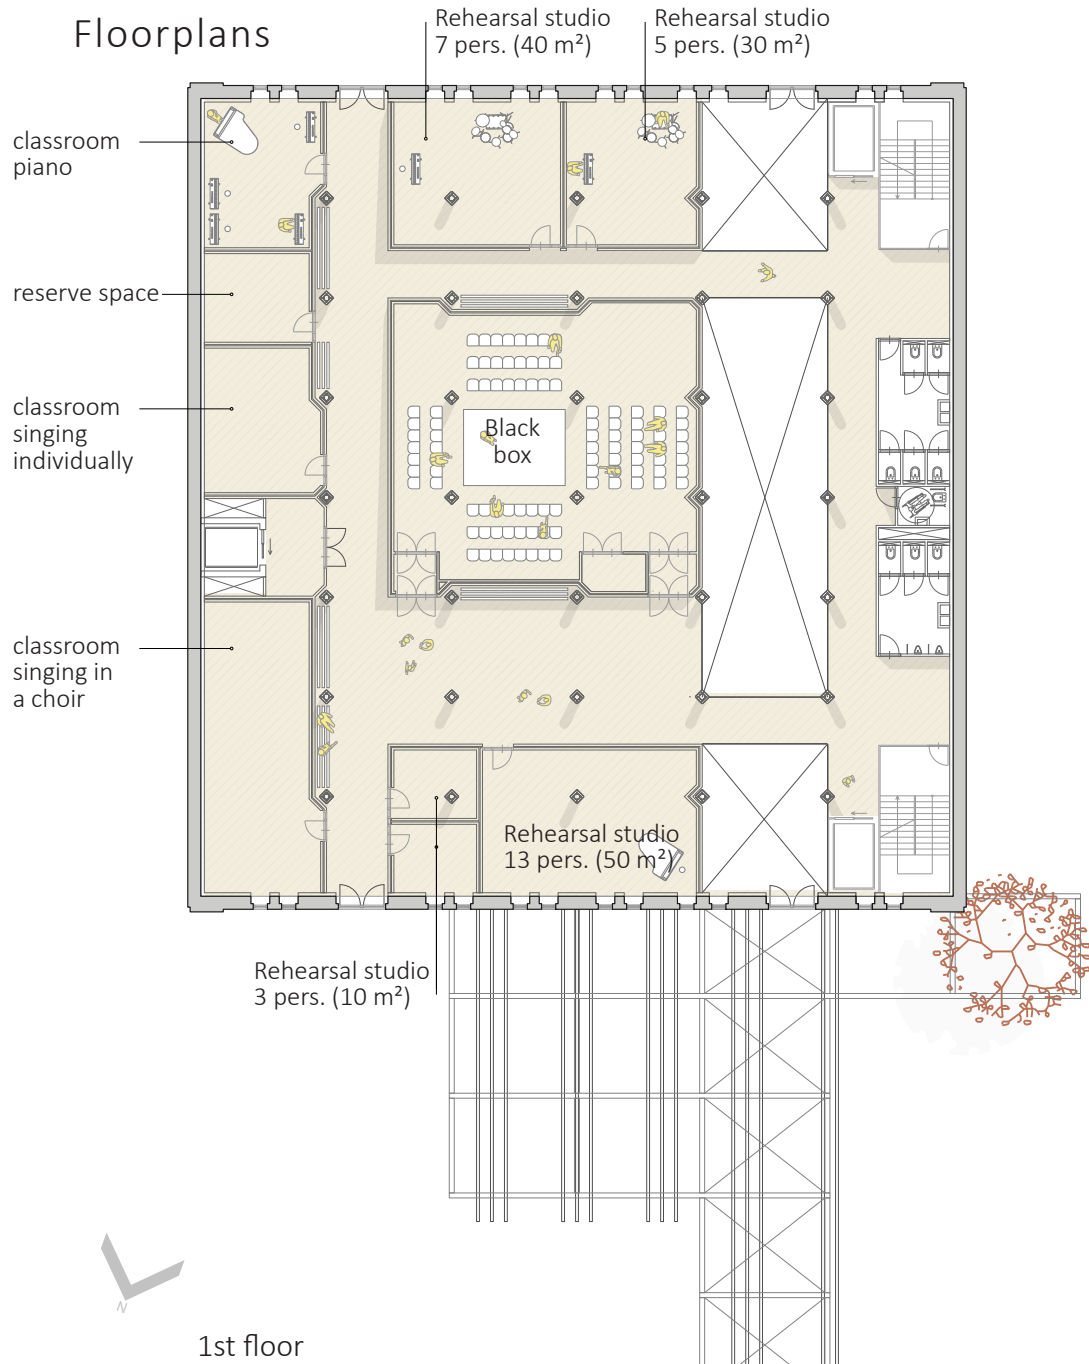 Floorplans
Rehearsal studio
7 pers. (40 m²)
Rehearsal studio
5 pers. (30 m²)
classroom
piano
reserve space
classroom
singing
individually
Black
box
classroom
singing in
a choir
Rehearsal studio
13 pers. (50 m²)
Rehearsal studio
3 pers. (10 m²)
N
1st floor